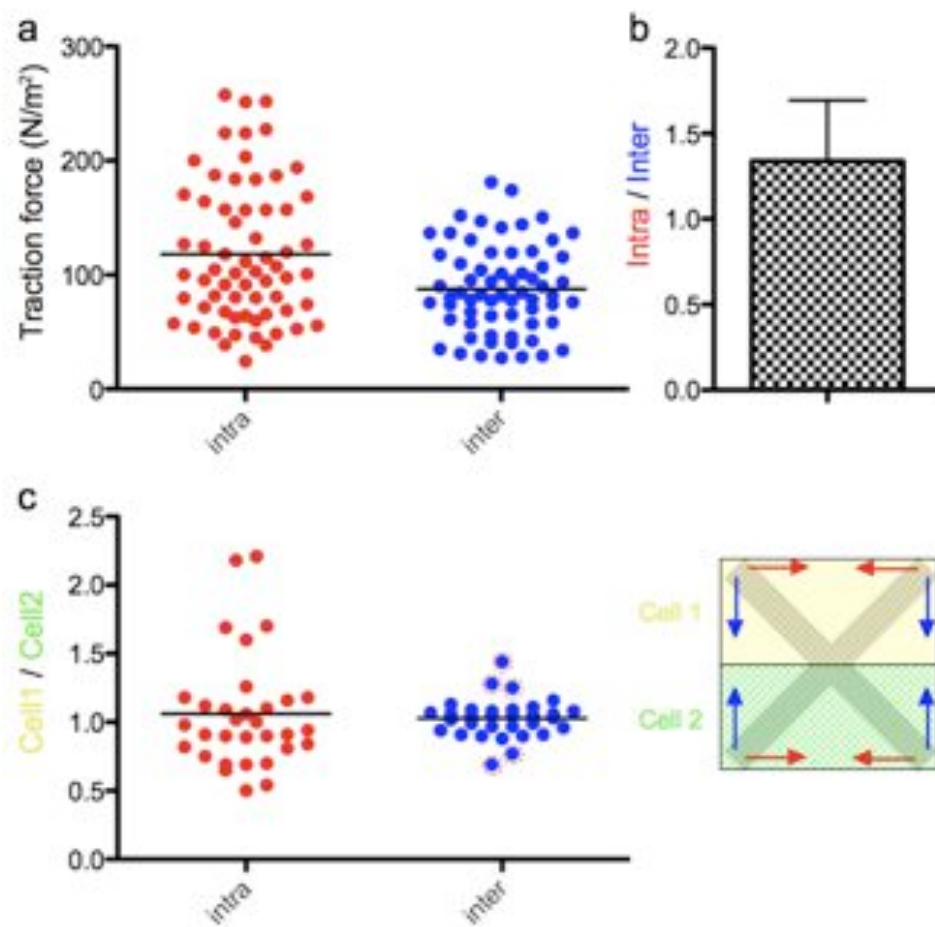 a
Traction force (N/m²)
300
200
100
0
intra
inter
b
Intra / Inter
2.0
1.5
1.0
0.5
0.0
c
Cell1 / Cell2
2.5
2.0
1.5
1.0
0.5
0.0
intra
inter
Cell 1
Cell 2